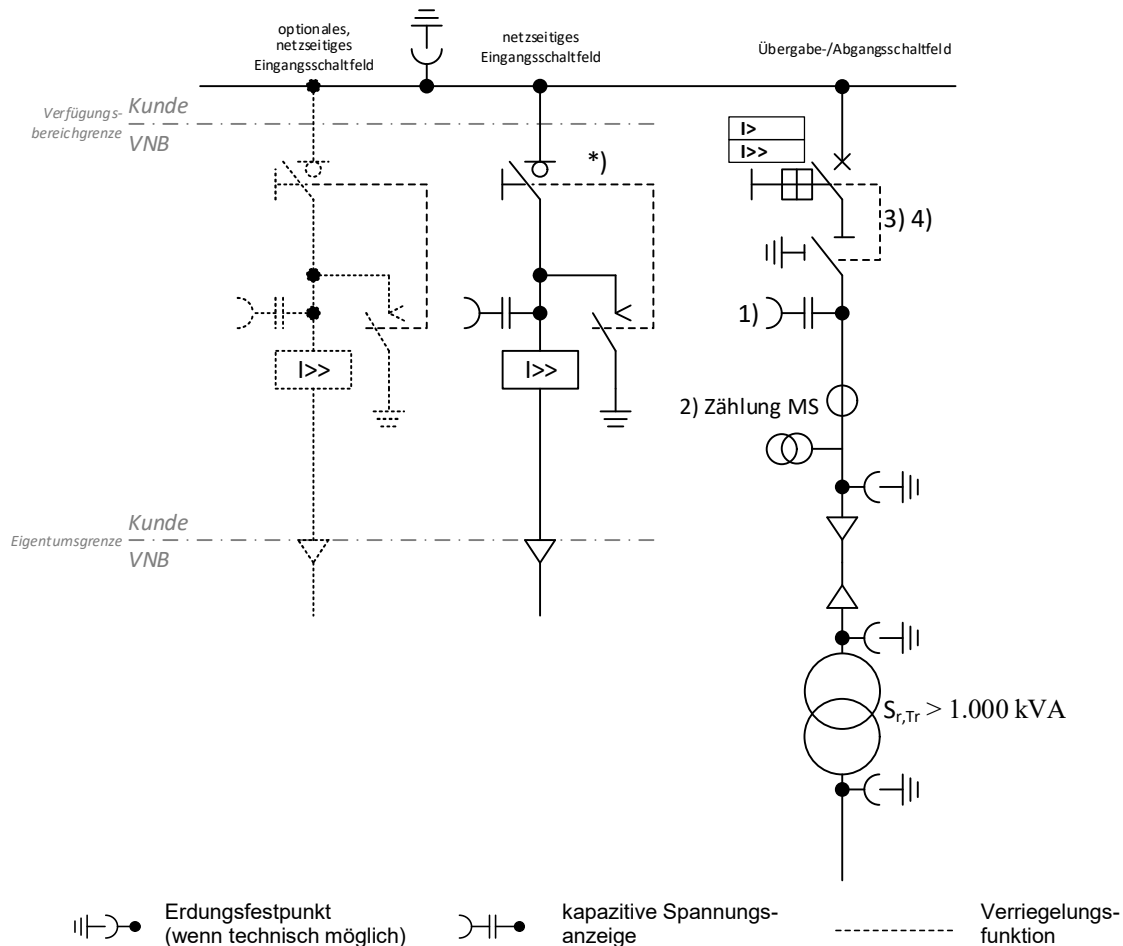 optionales,
netzseitiges
Eingangsschaltfeld
netzseitiges
Eingangsschaltfeld
Übergabe-/Abgangsschaltfeld
Verfügungs-
bereichgrenze
Kunde
VNB
*)
I>
I>>
3) 4)
1)
I>>
I>>
2) Zählung MS
Eigentumsgrenze
Kunde
VNB
Sr,Tr > 1.000 kVA
Erdungsfestpunkt
(wenn technisch möglich)
kapazitive Spannungs-
anzeige
Verriegelungs-
funktion